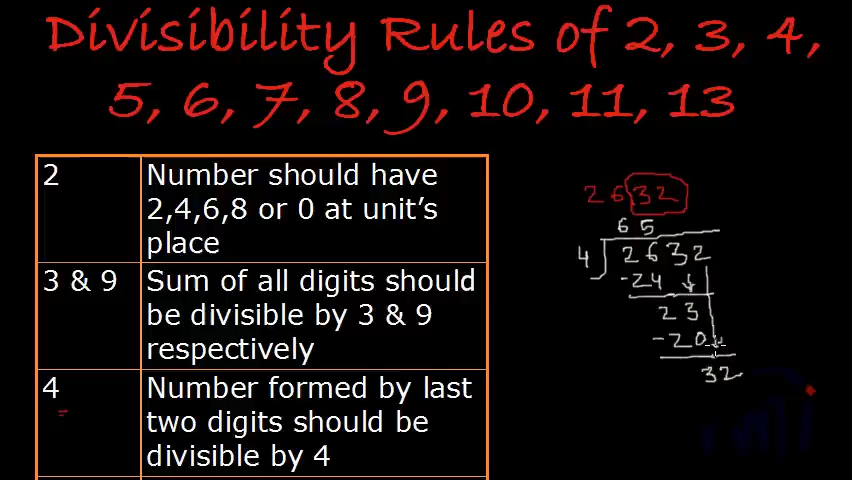 Divisibility Rules of 2, 3, 4,
5, 6, 7, 8, 9, 10, 11, 13
2
Number should have
2,4,6,8 or 0 at unit's
place
3 & 9
Sum of all digits should
be divisible by 3 & 9
respectively
4
Number formed by last
two digits should be
divisible by 4
2632
65
4 2632
-24
23
-20
32